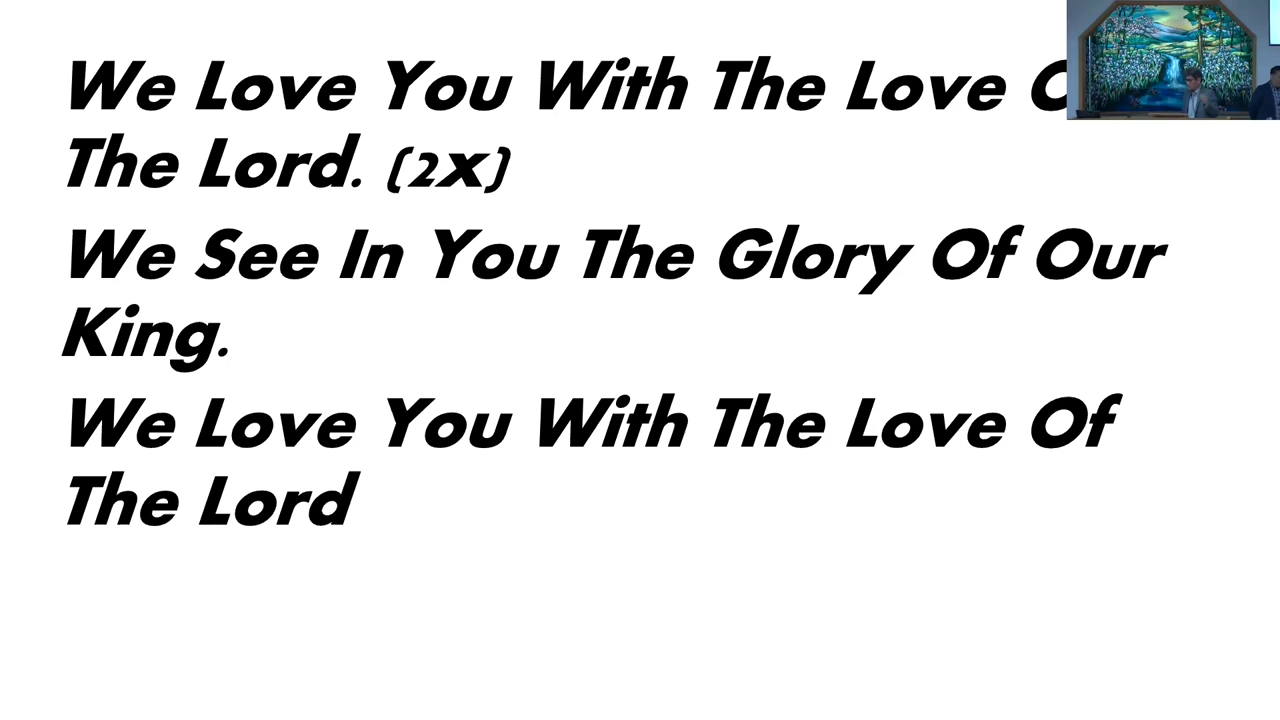 We Love You With The Love O
The Lord. (2x)
We See In You The Glory Of Our
King.
We Love You With The Love Of
The Lord